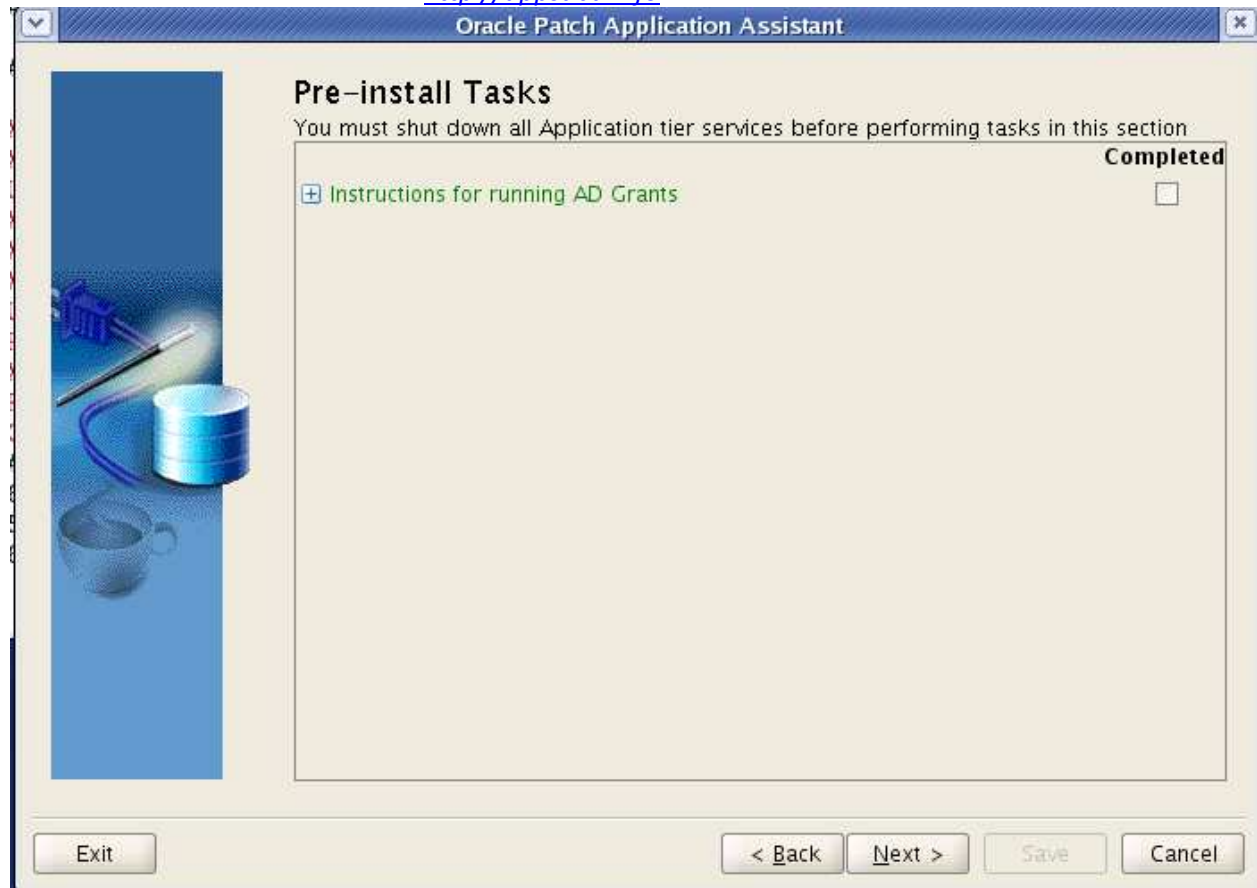 Oracle Patch Application Assistant
Pre-install Tasks
You must shut down all Application tier services before performing tasks in this section
Completed
Instructions for running AD Grants
Exit
< Back
Next >
Save
Cancel